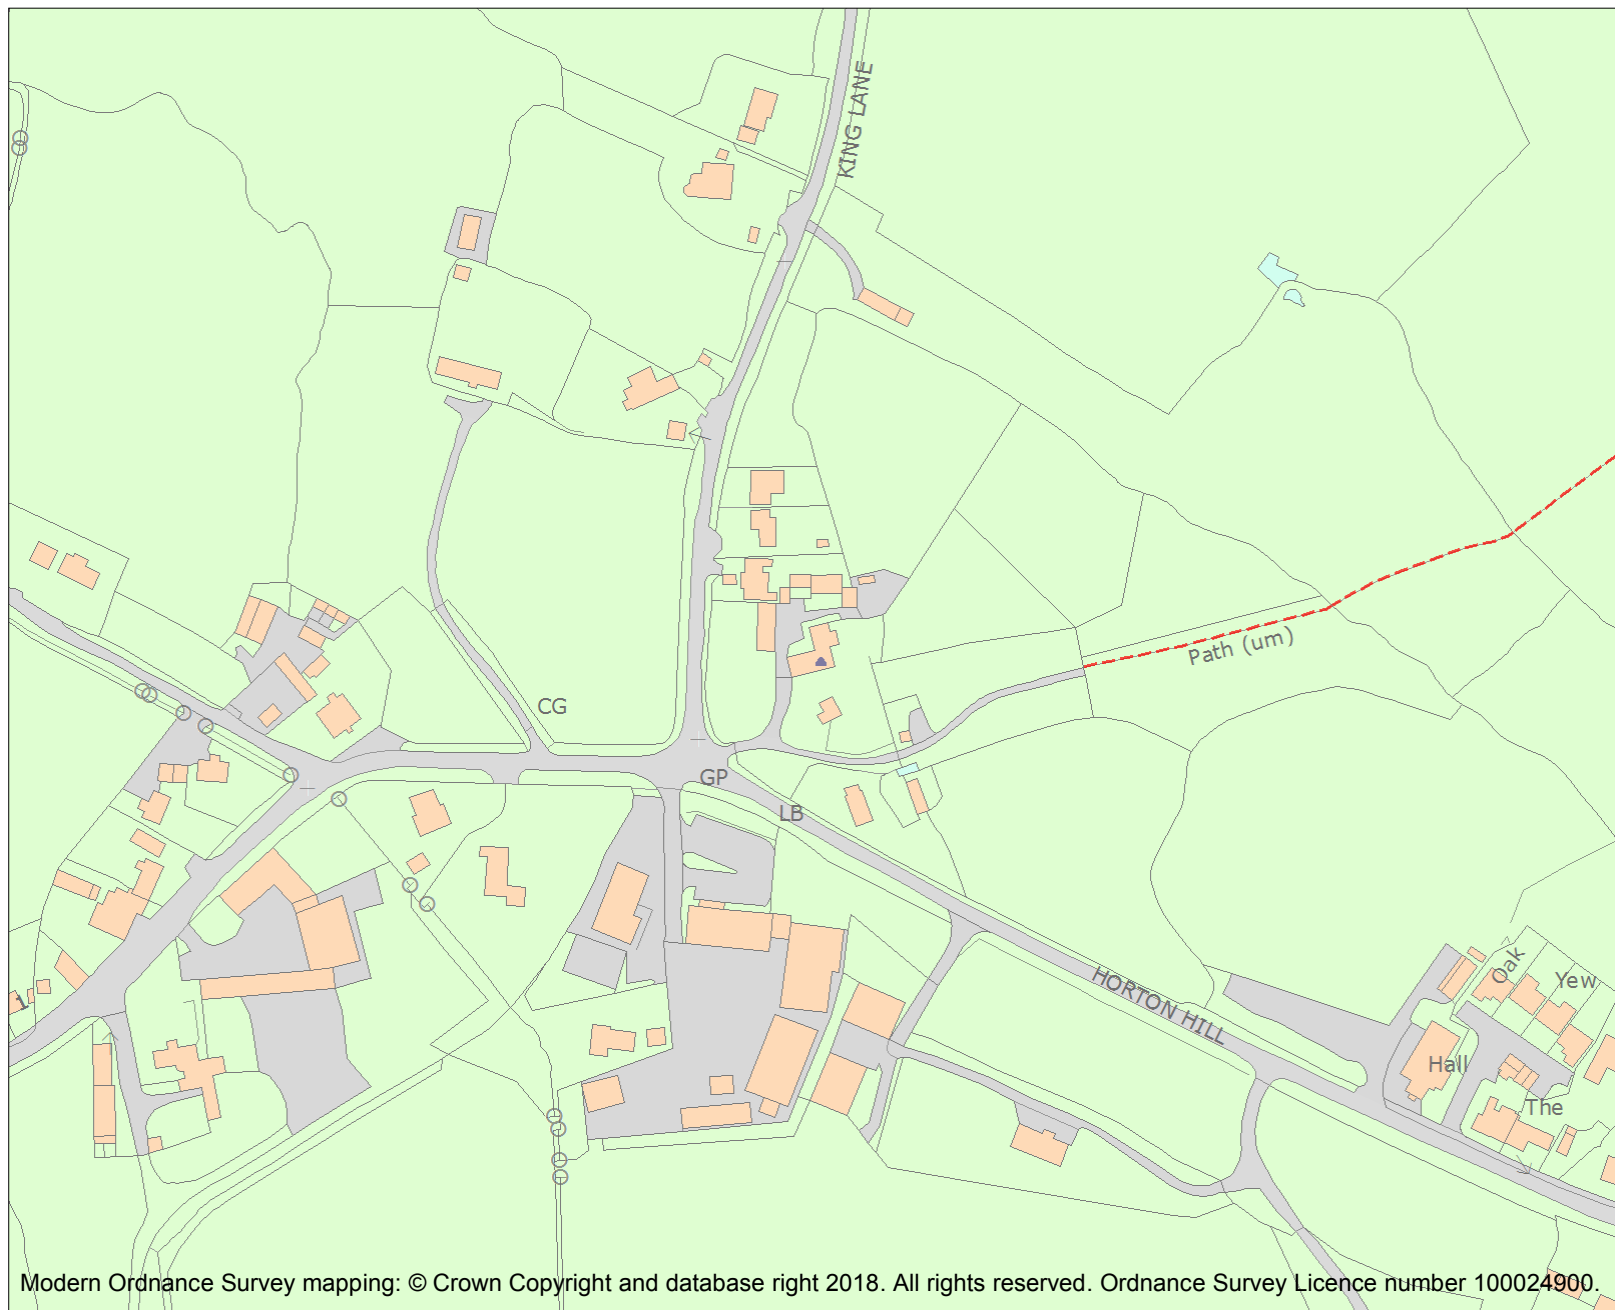 KING LANE
Path (um)
CG
GP
LB
HORTON HILL
Oak
Yew
1
Hall
The
Modern Ordnance Survey mapping: © Crown Copyright and database right 2018. All rights reserved. Ordnance Survey Licence number 100024900.